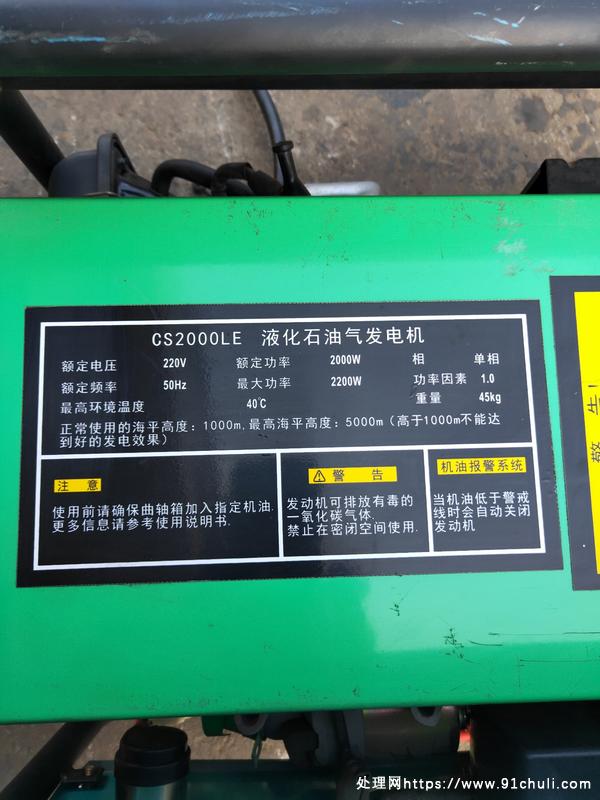 CS2000LE 液化石油气发电机
额定电压 220V 额定功率 2000W 相 单相
额定频率 50Hz 最大功率 2200W 功率因素 1.0
最高环境温度 40℃ 重量 45kg
正常使用的海平高度：1000m,最高海平高度：5000m（高于1000m不能达
到好的发电效果）
注 意
使用前请确保曲轴箱加入指定机油.
更多信息请参考使用说明书.
⚠ 警 告
发动机可排放有毒的
一氧化碳气体.
禁止在密闭空间使用.
机油报警系统
当机油低于警戒
线时会自动关闭
发动机
警 告!
处理网https://www.91chuli.com/